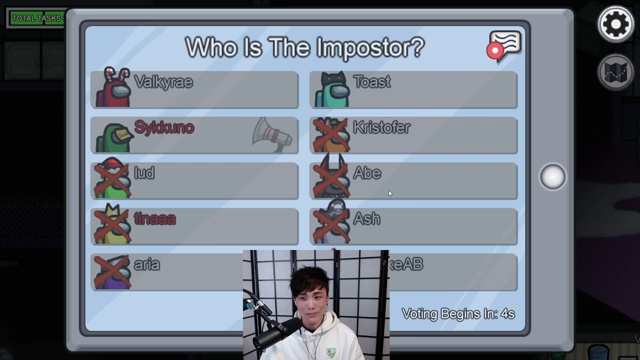 TOTAL TASKS
Who Is The Impostor?
Valkyrae
Toast
Sykkuno
Kristofer
lud
Abe
tinaaa
Ash
aria
keAB
Voting Begins In: 4s